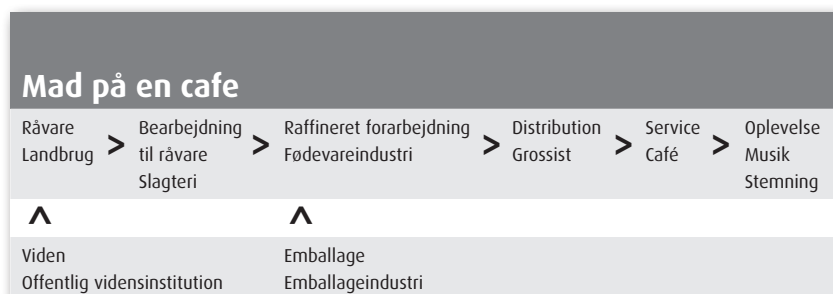 Mad på en cafe
Råvare
Landbrug
>
Bearbejdning
til råvare
Slagteri
>
Raffineret forarbejdning
Fødevareindustri
>
Distribution
Grossist
>
Service
Café
>
Oplevelse
Musik
Stemning
^
^
Viden
Offentlig vidensinstitution
Emballage
Emballageindustri